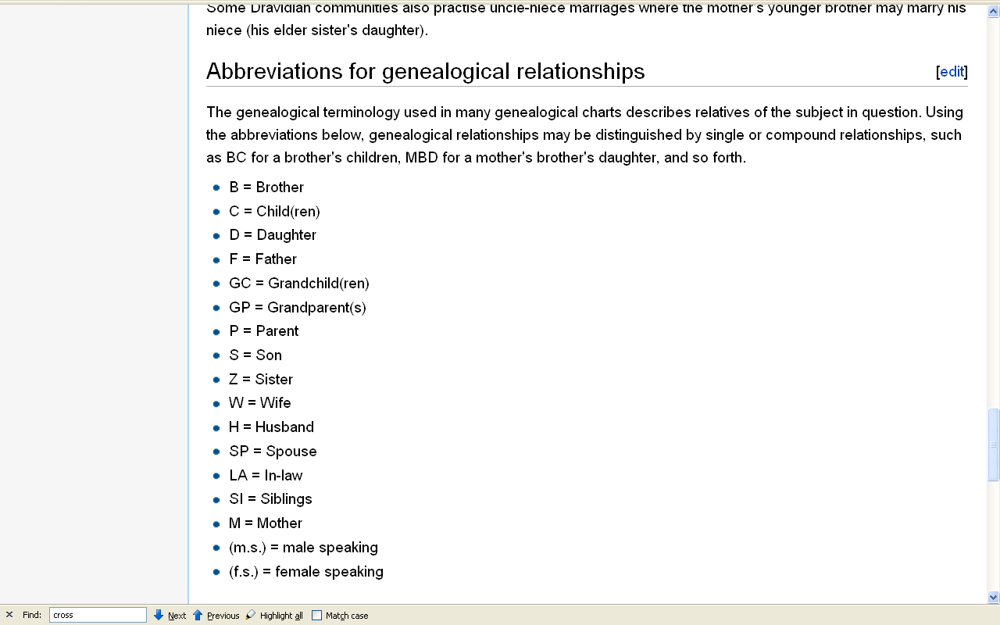 Some Dravidian communities also practise uncle-niece marriages where the mother's younger brother may marry his
niece (his elder sister's daughter).
Abbreviations for genealogical relationships
[edit]
The genealogical terminology used in many genealogical charts describes relatives of the subject in question. Using
the abbreviations below, genealogical relationships may be distinguished by single or compound relationships, such
as BC for a brother's children, MBD for a mother's brother's daughter, and so forth.
B = Brother
C = Child(ren)
D = Daughter
F = Father
GC = Grandchild(ren)
GP = Grandparent(s)
P = Parent
S = Son
Z = Sister
W = Wife
H = Husband
SP = Spouse
LA = In-law
SI = Siblings
M = Mother
(m.s.) = male speaking
(f.s.) = female speaking
Find: cross Next Previous Highlight all Match case